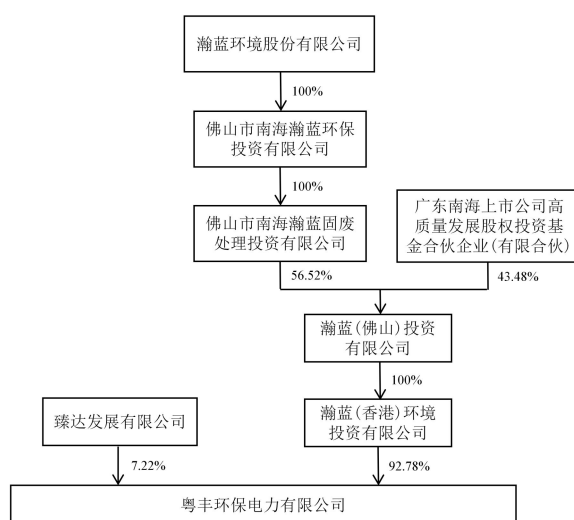 瀚蓝环境股份有限公司
100%
佛山市南海瀚蓝环保
投资有限公司
100%
佛山市南海瀚蓝固废
处理投资有限公司
广东南海上市公司高
质量发展股权投资基
金合伙企业(有限合伙)
56.52%
43.48%
瀚蓝(佛山)投资
有限公司
100%
臻达发展有限公司
瀚蓝(香港)环境
投资有限公司
7.22%
92.78%
粤丰环保电力有限公司